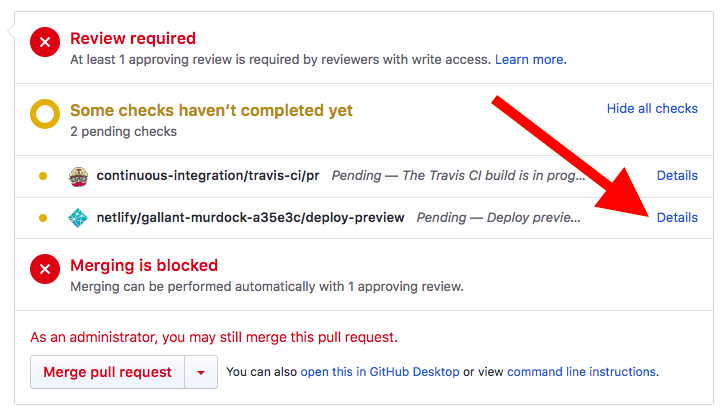 Review required
At least 1 approving review is required by reviewers with write access. Learn more.
Some checks haven’t completed yet
Hide all checks
2 pending checks
continuous-integration/travis-ci/pr Pending — The Travis CI build is in prog... Details
netlify/gallant-murdock-a35e3c/deploy-preview Pending — Deploy previe... Details
Merging is blocked
Merging can be performed automatically with 1 approving review.
As an administrator, you may still merge this pull request.
Merge pull request You can also open this in GitHub Desktop or view command line instructions.